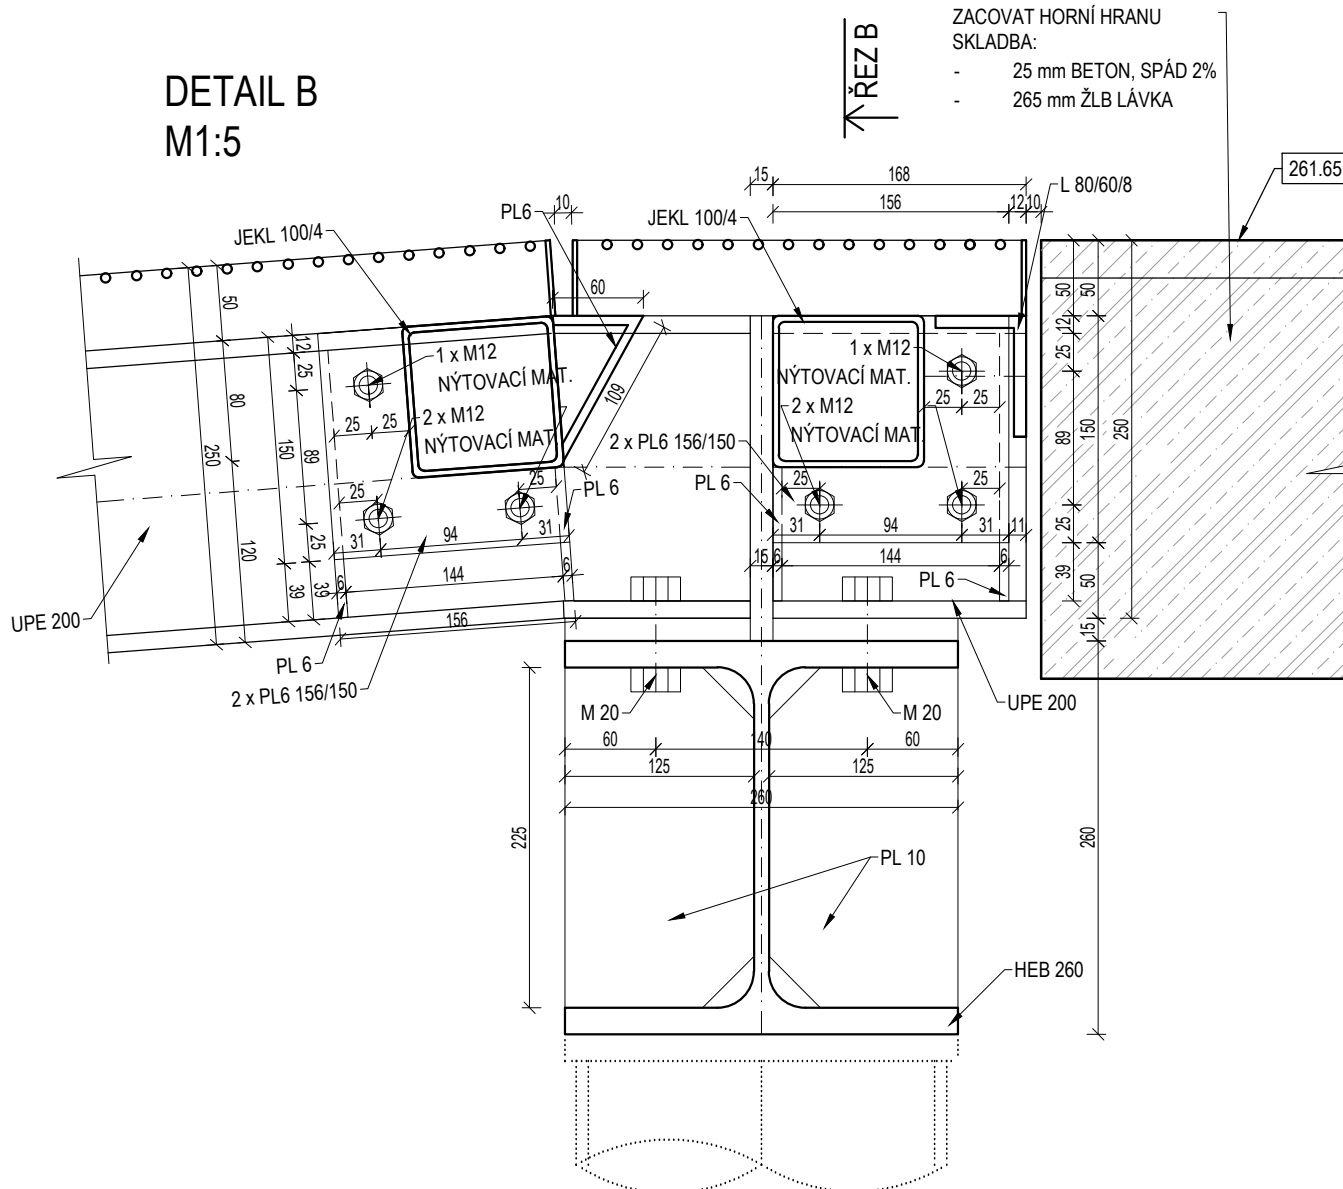 DETAIL B
M1:5
ŘEZ B
ZACOVAT HORNÍ HRANU
SKLADBA:
- 25 mm BETON, SPÁD 2%
- 265 mm ŽLB LÁVKA
261.65
15
168
156
12
10
L 80/60/8
10
PL6
JEKL 100/4
JEKL 100/4
60
50
12
25
80
250
150
89
25
120
39
39
1 x M12
NÝTOVACÍ MAT.
2 x M12
NÝTOVACÍ MAT
25
25
25
25
109
31
94
31
6
144
6
156
PL 6
UPE 200
PL 6
2 x PL6 156/150
1 x M12
NÝTOVACÍ MAT.
2 x M12
NÝTOVACÍ MAT.
2 x PL6 156/150
PL 6
25
25
25
25
31
94
31
11
15
6
144
6
PL 6
50
50
12
25
89
150
250
25
39
50
15
UPE 200
M 20
M 20
60
140
60
125
125
260
225
260
PL 10
HEB 260